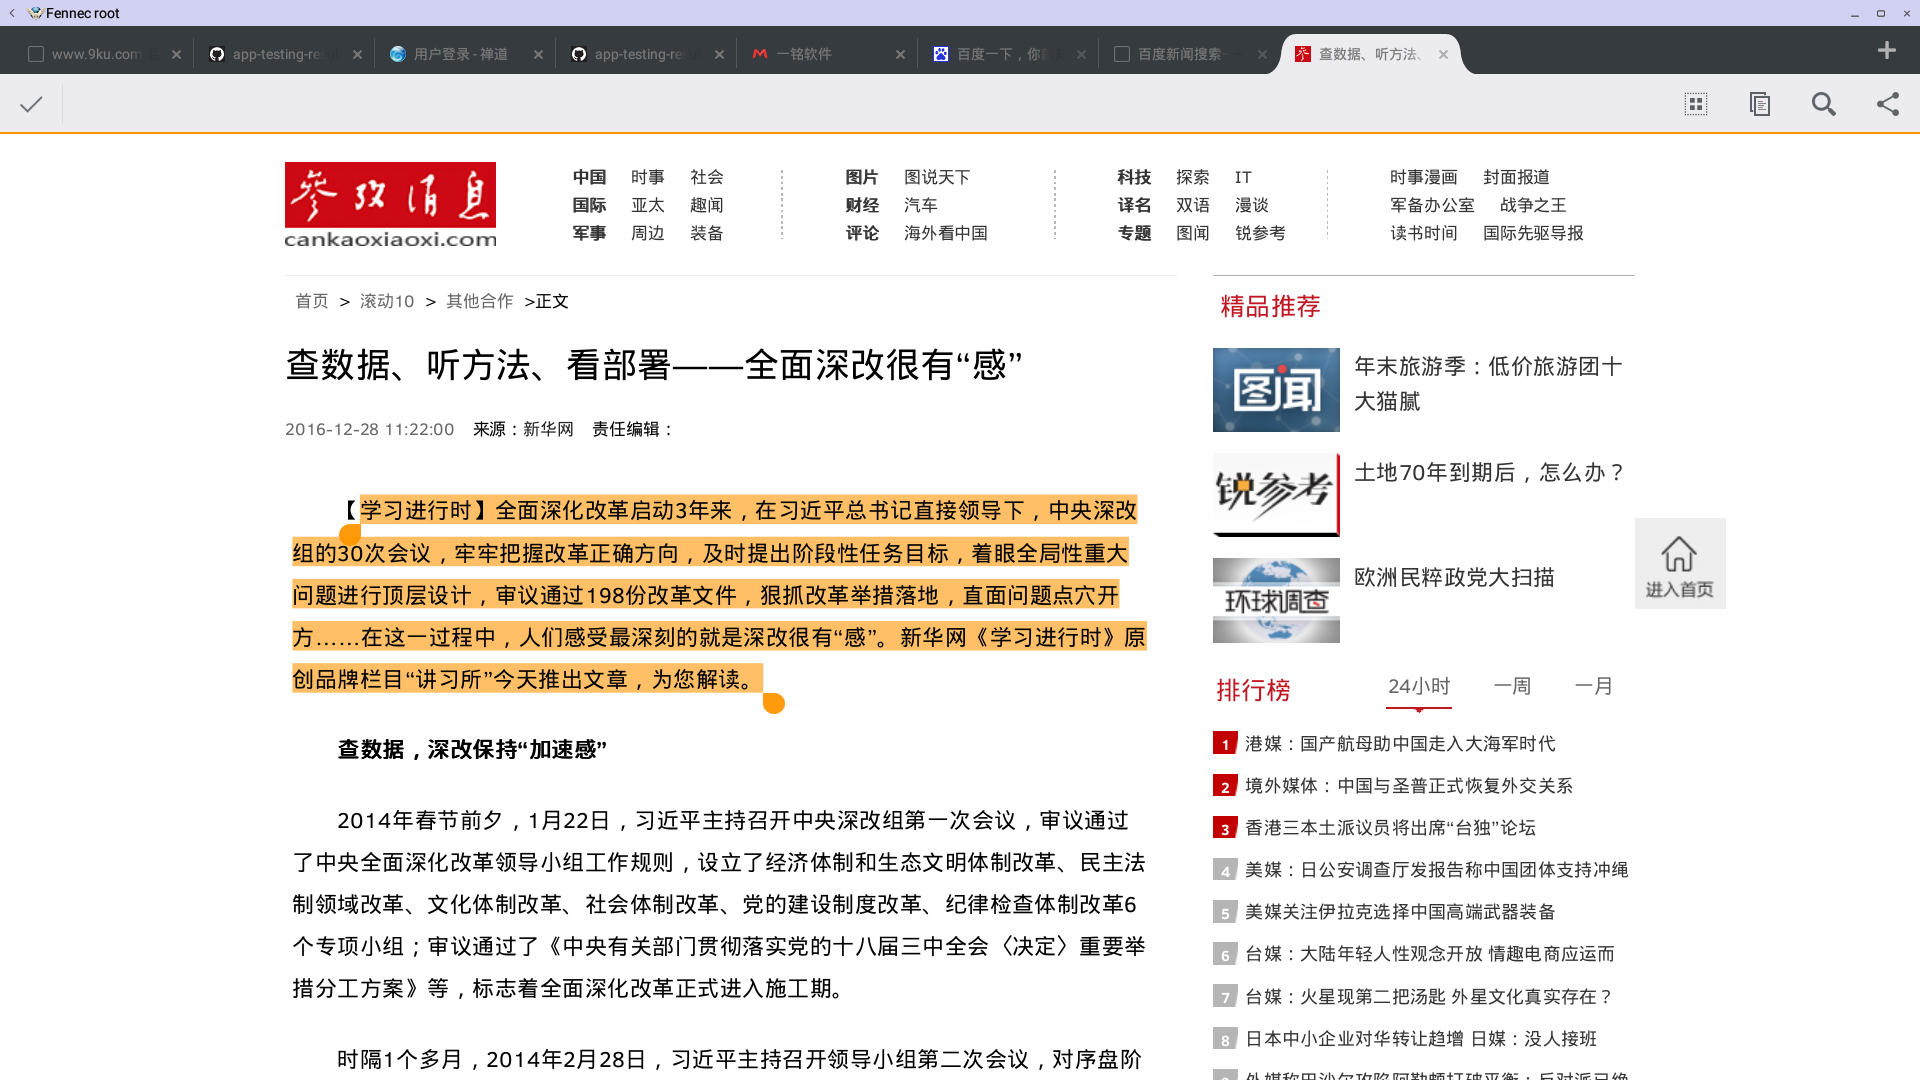 Fennec root
www.9ku.com
app-testing-re
用户登录 - 禅道
app-testing-re
一铭软件
百度一下，你
百度新闻搜索
查数据、听方法、
参考消息
cankaoxiaoxi.com
中国 时事 社会
国际 亚太 趣闻
军事 周边 装备
图片 图说天下
财经 汽车
评论 海外看中国
科技 探索 IT
译名 双语 漫谈
专题 图闻 锐参考
时事漫画 封面报道
军备办公室 战争之王
读书时间 国际先驱导报
首页 > 滚动10 > 其他合作 >正文
查数据、听方法、看部署——全面深改很有“感”
2016-12-28 11:22:00 来源：新华网 责任编辑：
【学习进行时】全面深化改革启动3年来，在习近平总书记直接领导下，中央深改
组的30次会议，牢牢把握改革正确方向，及时提出阶段性任务目标，着眼全局性重大
问题进行顶层设计，审议通过198份改革文件，狠抓改革举措落地，直面问题点穴开
方……在这一过程中，人们感受最深刻的就是深改很有“感”。新华网《学习进行时》原
创品牌栏目“讲习所”今天推出文章，为您解读。
查数据，深改保持“加速感”
2014年春节前夕，1月22日，习近平主持召开中央深改组第一次会议，审议通过
了中央全面深化改革领导小组工作规则，设立了经济体制和生态文明体制改革、民主法
制领域改革、文化体制改革、社会体制改革、党的建设制度改革、纪律检查体制改革6
个专项小组；审议通过了《中央有关部门贯彻落实党的十八届三中全会〈决定〉重要举
措分工方案》等，标志着全面深化改革正式进入施工期。
时隔1个多月，2014年2月28日，习近平主持召开领导小组第二次会议，对序盘阶
精品推荐
图闻
年末旅游季：低价旅游团十
大猫腻
锐参考
土地70年到期后，怎么办？
环球调查
欧洲民粹政党大扫描
进入首页
排行榜 24小时 一周 一月
1 港媒：国产航母助中国走入大海军时代
2 境外媒体：中国与圣普正式恢复外交关系
3 香港三本土派议员将出席“台独”论坛
4 美媒：日公安调查厅发报告称中国团体支持冲绳
5 美媒关注伊拉克选择中国高端武器装备
6 台媒：大陆年轻人性观念开放 情趣电商应运而
7 台媒：火星现第二把汤匙 外星文化真实存在？
8 日本中小企业对华转让趋增 日媒：没人接班